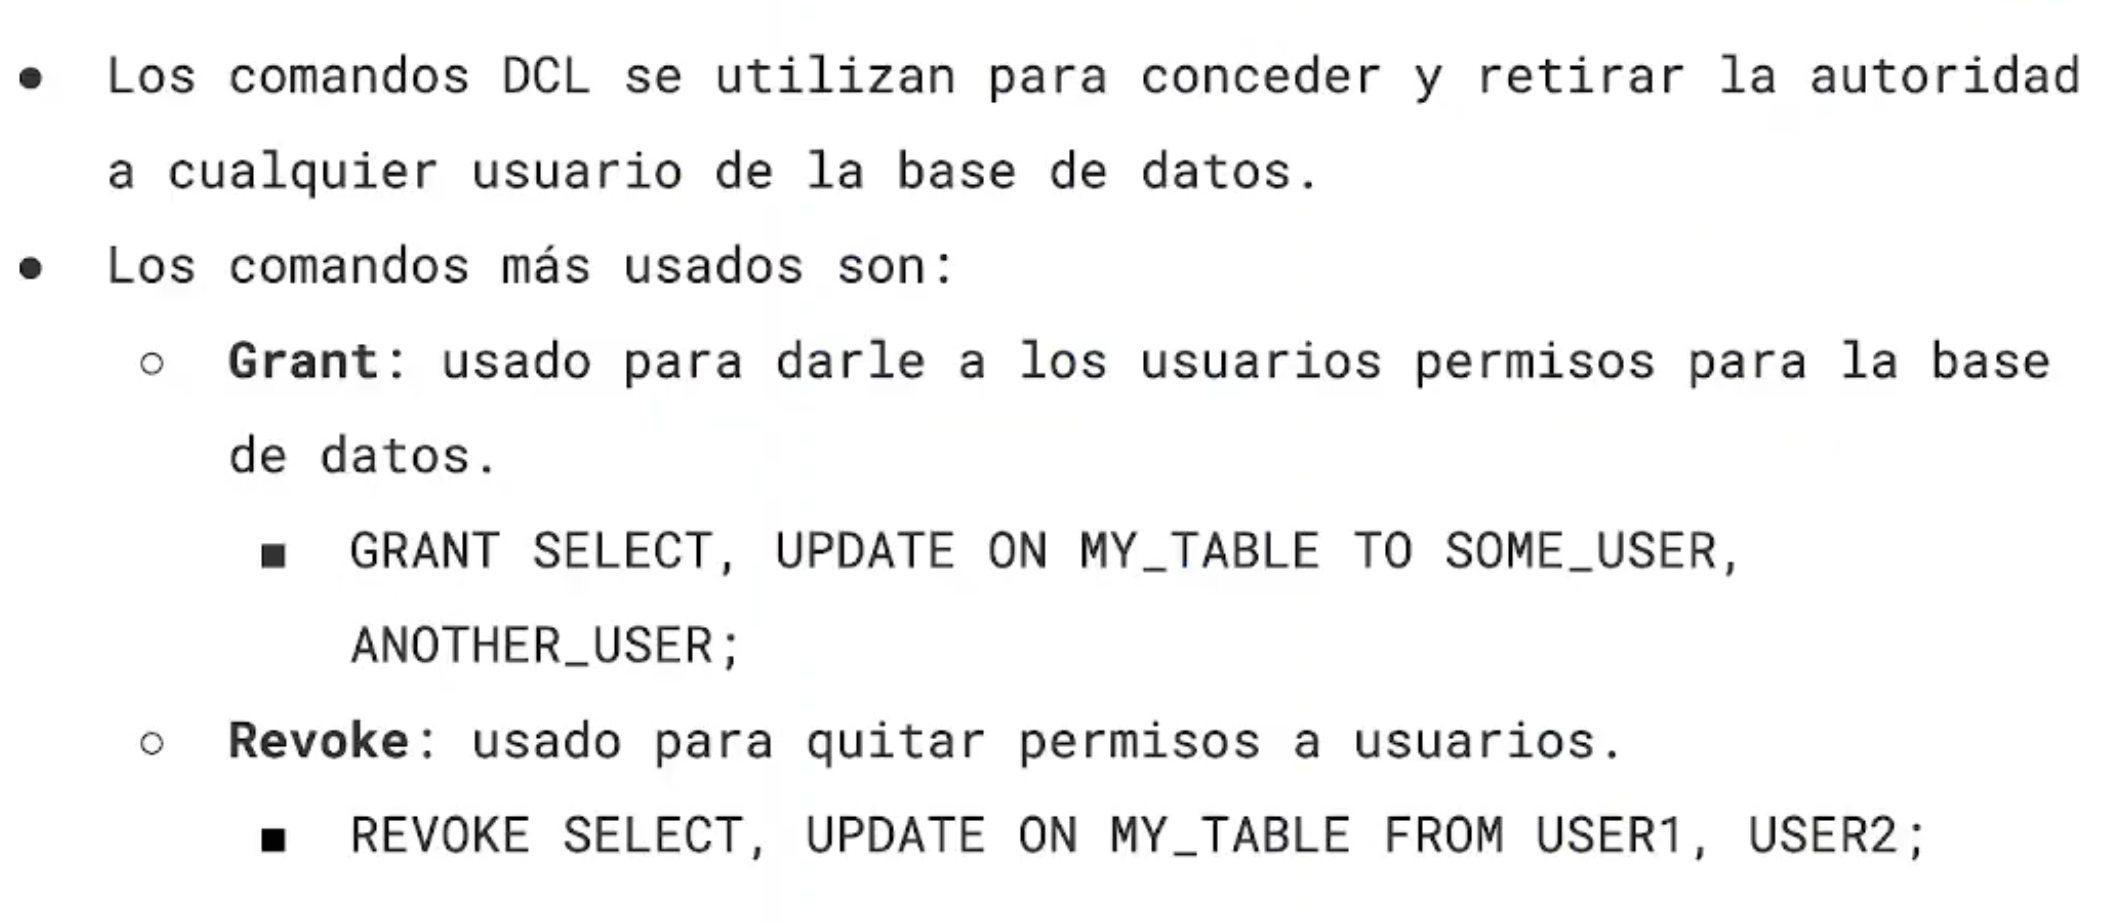 ● Los comandos DCL se utilizan para conceder y retirar la autoridad
a cualquier usuario de la base de datos.
● Los comandos más usados son:
○ Grant: usado para darle a los usuarios permisos para la base
de datos.
■ GRANT SELECT, UPDATE ON MY_TABLE TO SOME_USER,
ANOTHER_USER;
○ Revoke: usado para quitar permisos a usuarios.
■ REVOKE SELECT, UPDATE ON MY_TABLE FROM USER1, USER2;